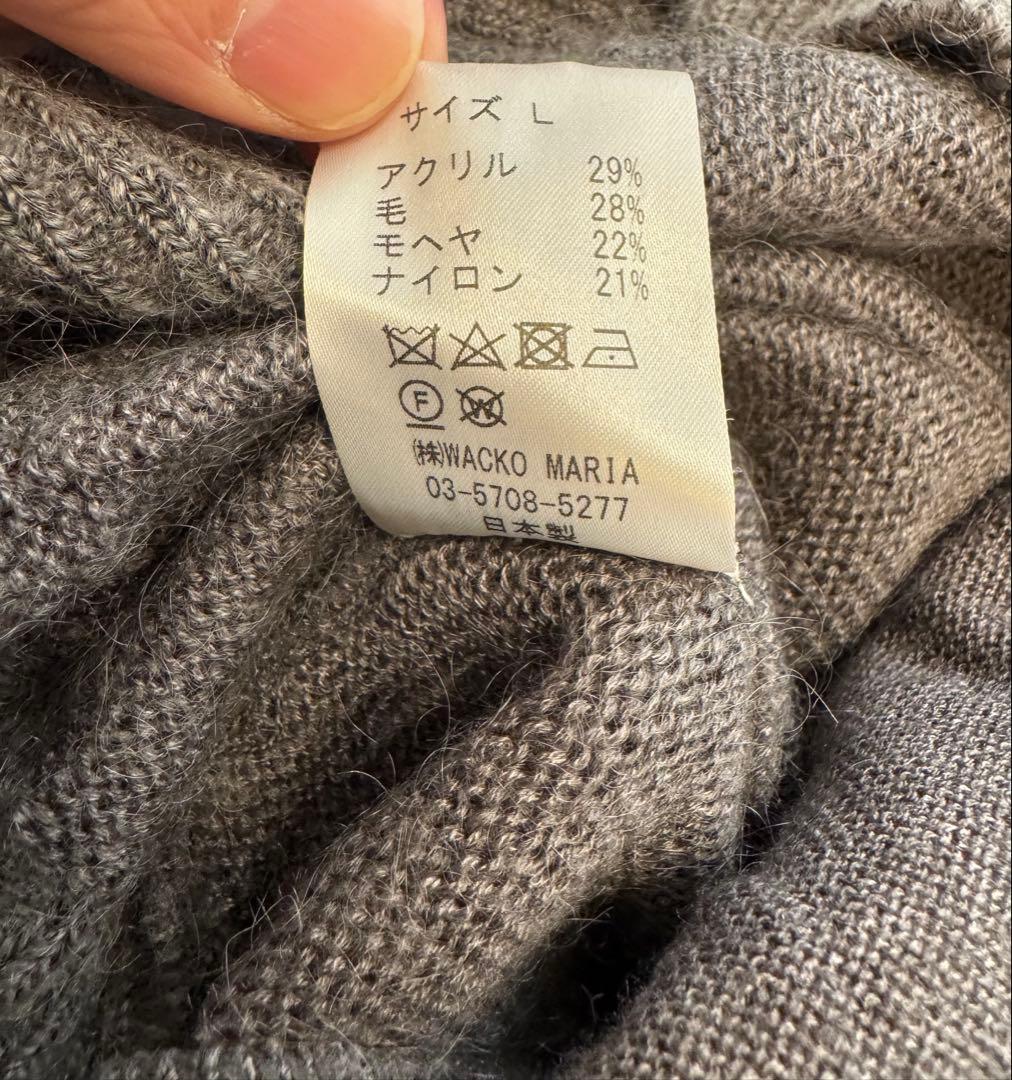 サイズ L
アクリル 29%
毛 28%
モヘヤ 22%
ナイロン 21%
F W
㈱WACKO MARIA
03-5708-5277
日本製